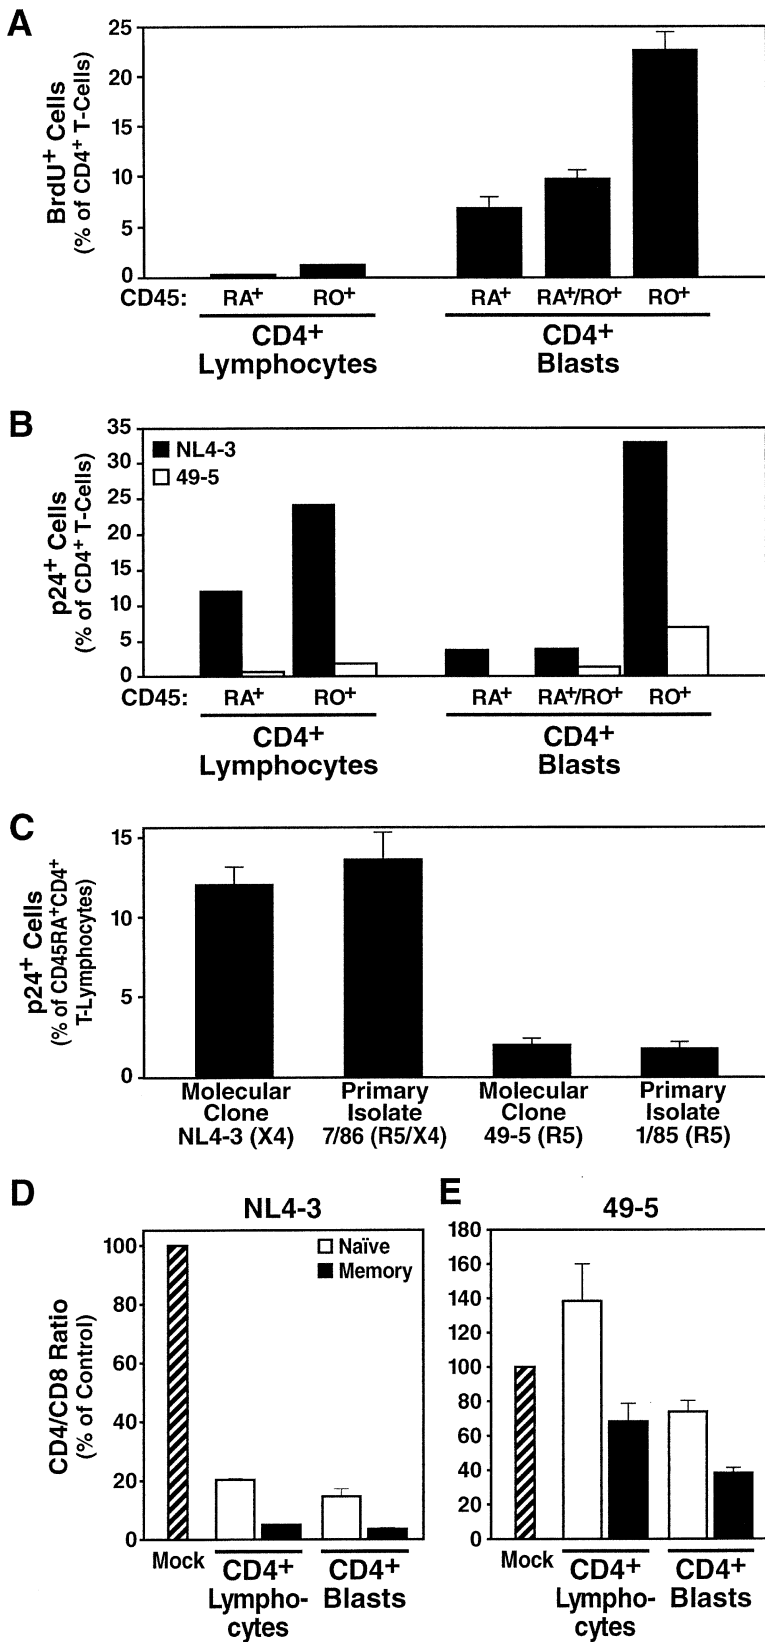 A
BrdU⁺ Cells
(% of CD4⁺ T-Cells)
25
20
15
10
5
0
CD45: RA⁺ RO⁺ RA⁺ RA⁺/RO⁺ RO⁺
CD4+ Lymphocytes
CD4+ Blasts
B
p24⁺ Cells
(% of CD4⁺ T-Cells)
35
30
25
20
15
10
5
0
NL4-3
49-5
CD45: RA⁺ RO⁺ RA⁺ RA⁺/RO⁺ RO⁺
CD4+ Lymphocytes
CD4+ Blasts
C
p24⁺ Cells
(% of CD45RA⁺CD4⁺
T-Lymphocytes)
15
10
5
0
Molecular Clone NL4-3 (X4)
Primary Isolate 7/86 (R5/X4)
Molecular Clone 49-5 (R5)
Primary Isolate 1/85 (R5)
D
NL4-3
CD4/CD8 Ratio
(% of Control)
100
80
60
40
20
0
Naïve
Memory
Mock
CD4+ Lympho-cytes
CD4+ Blasts
E
49-5
180
160
140
120
100
80
60
40
20
0
Mock
CD4+ Lympho-cytes
CD4+ Blasts